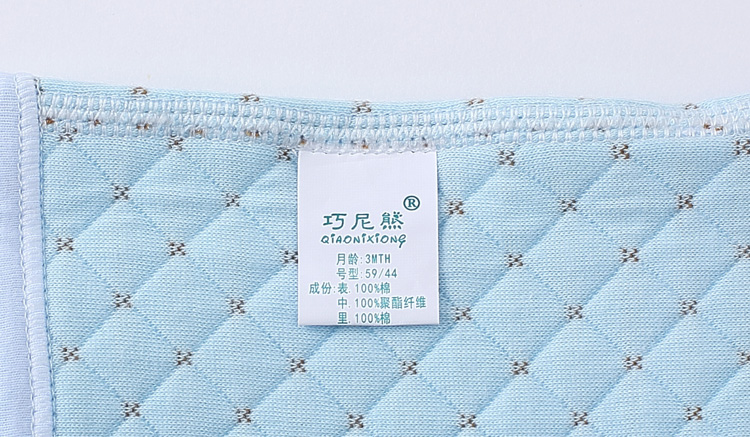 巧尼熊®
QIAONIXIONG
月龄:3MTH
号型:59/44
成份:表.100%棉
中.100%聚酯纤维
里.100%棉